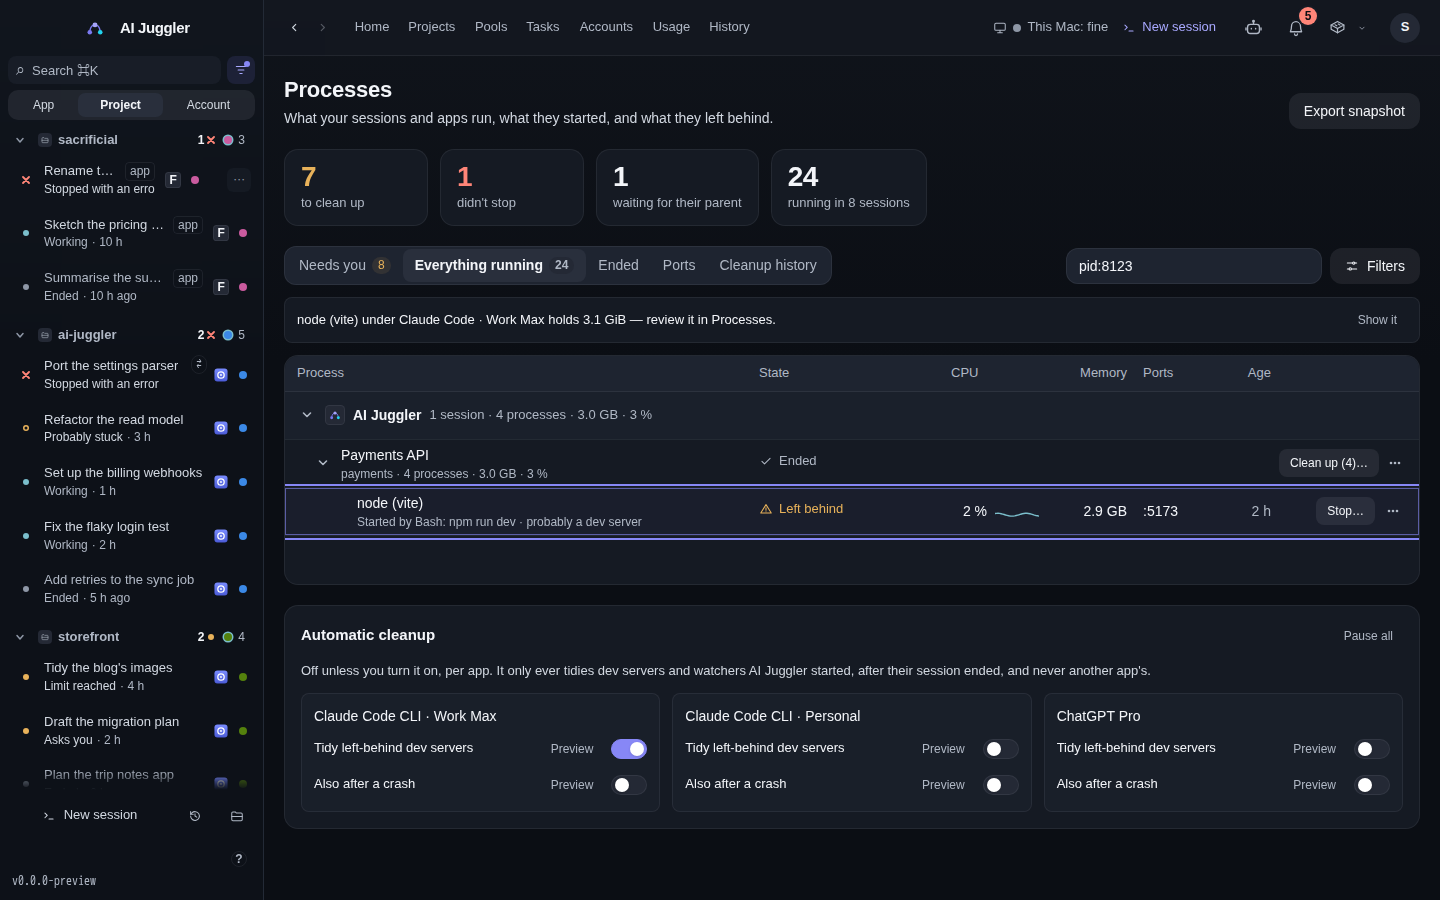 AI Juggler
Search ⌘K
App Project Account
sacrificial 1 3
Rename t… app F
Stopped with an erro
Sketch the pricing … app F
Working · 10 h
Summarise the su… app F
Ended · 10 h ago
ai-juggler 2 5
Port the settings parser
Stopped with an error
Refactor the read model
Probably stuck · 3 h
Set up the billing webhooks
Working · 1 h
Fix the flaky login test
Working · 2 h
Add retries to the sync job
Ended · 5 h ago
storefront 2 4
Tidy the blog's images
Limit reached · 4 h
Draft the migration plan
Asks you · 2 h
Plan the trip notes app
New session
?
v0.0.0-preview
Home Projects Pools Tasks Accounts Usage History
This Mac: fine New session 5 S
Processes
What your sessions and apps run, what they started, and what they left behind.
Export snapshot
7
to clean up
1
didn't stop
1
waiting for their parent
24
running in 8 sessions
Needs you 8 Everything running 24 Ended Ports Cleanup history
pid:8123 Filters
node (vite) under Claude Code · Work Max holds 3.1 GiB — review it in Processes. Show it
Process State CPU Memory Ports Age
AI Juggler 1 session · 4 processes · 3.0 GB · 3 %
Payments API
payments · 4 processes · 3.0 GB · 3 %
Ended Clean up (4)…
node (vite)
Started by Bash: npm run dev · probably a dev server
Left behind 2 % 2.9 GB :5173 2 h Stop…
Automatic cleanup Pause all
Off unless you turn it on, per app. It only ever tidies dev servers and watchers AI Juggler started, after their session ended, and never another app's.
Claude Code CLI · Work Max
Tidy left-behind dev servers Preview
Also after a crash Preview
Claude Code CLI · Personal
Tidy left-behind dev servers Preview
Also after a crash Preview
ChatGPT Pro
Tidy left-behind dev servers Preview
Also after a crash Preview